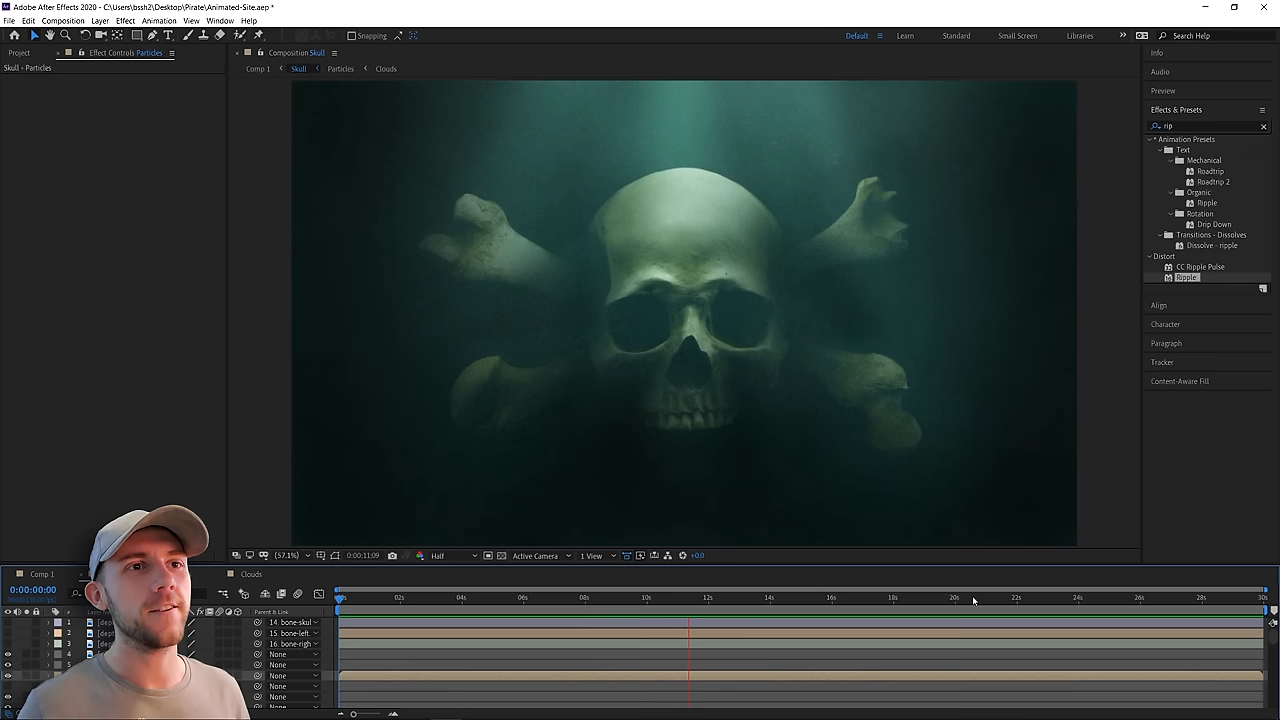 Adobe After Effects 2020 - C:\Users\bssh2\Desktop\Pirate\Animated-Site.aep *
File Edit Composition Layer Effect Animation View Window Help
Snapping
Default
Learn
Standard
Small Screen
Libraries
Search Help
Project
Effect Controls Particles
Composition Skull
Info
Skull - Particles
Comp 1
Skull
Particles
Clouds
Audio
Preview
Effects & Presets
rip
* Animation Presets
Text
Mechanical
Roadtrip
Roadtrip 2
Organic
Ripple
Rotation
Drip Down
Transitions - Dissolves
Dissolve - ripple
Distort
CC Ripple Pulse
Ripple
Align
Character
Paragraph
Tracker
Content-Aware Fill
(57.1%)
0:00:11:09
Half
Active Camera
1 View
+0.0
Comp 1
Clouds
0:00:00:00
02s 04s 06s 08s 10s 12s 14s 16s 18s 20s 22s 24s 26s 28s 30s
# Parent & Link
1 14. bone-skul
2 15. bone-left.
3 16. bone-righ
4 None
5 None
None
None
None